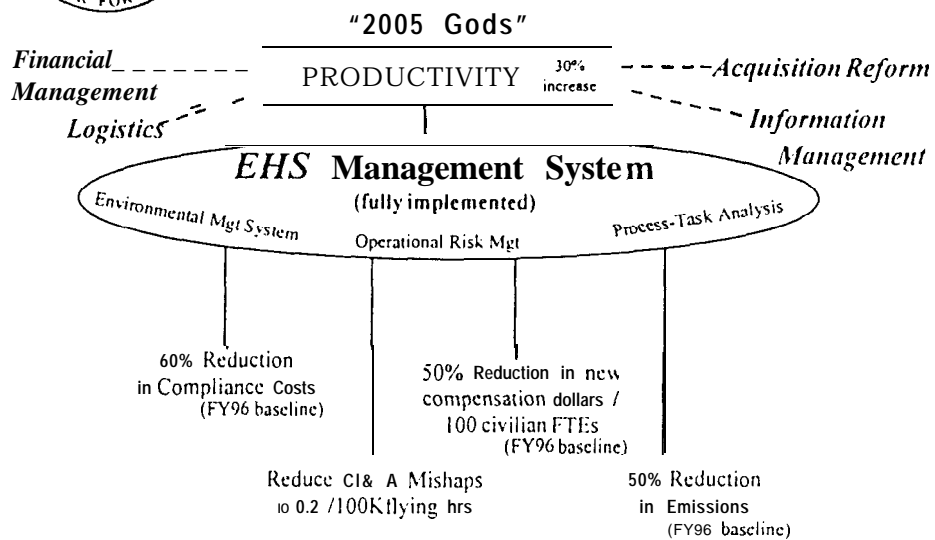 "2005 Gods"
Financial
Management
Logistics
PRODUCTIVITY 30%
increase
Acquisition Reform
Information
Management
EHS Management System
(fully implemented)
Environmental Mgt System
Operational Risk Mgt
Process-Task Analysis
60% Reduction
in Compliance Costs
(FY96 baseline)
50% Reduction in new
compensation dollars /
100 civilian FTEs
(FY96 baseline)
Reduce Cl& A Mishaps
to 0.2 /100Kflying hrs
50% Reduction
in Emissions
(FY96 baseline)